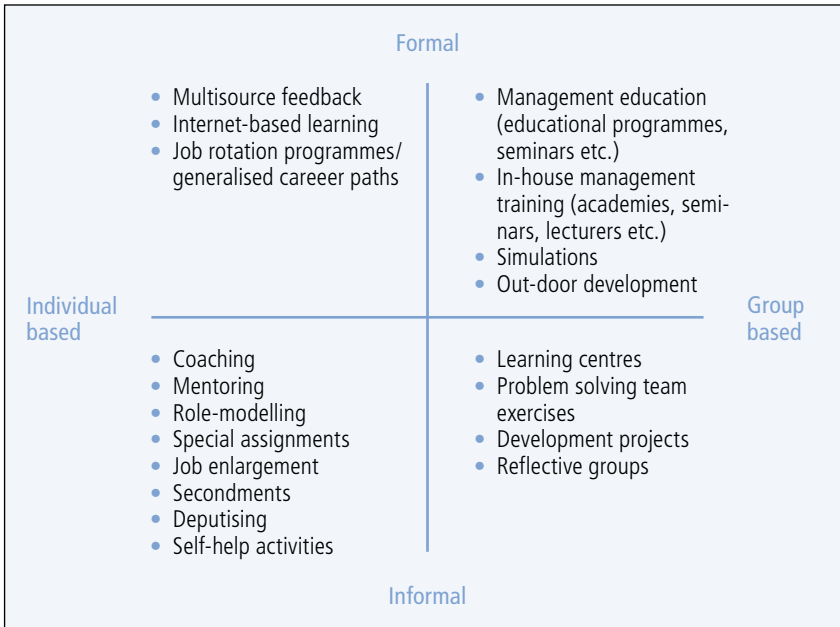 Formal
• Multisource feedback
• Internet-based learning
• Job rotation programmes/
generalised careeer paths
• Management education
(educational programmes,
seminars etc.)
• In-house management
training (academies, semi-
nars, lecturers etc.)
• Simulations
• Out-door development
Individual
based
Group
based
• Coaching
• Mentoring
• Role-modelling
• Special assignments
• Job enlargement
• Secondments
• Deputising
• Self-help activities
• Learning centres
• Problem solving team
exercises
• Development projects
• Reflective groups
Informal